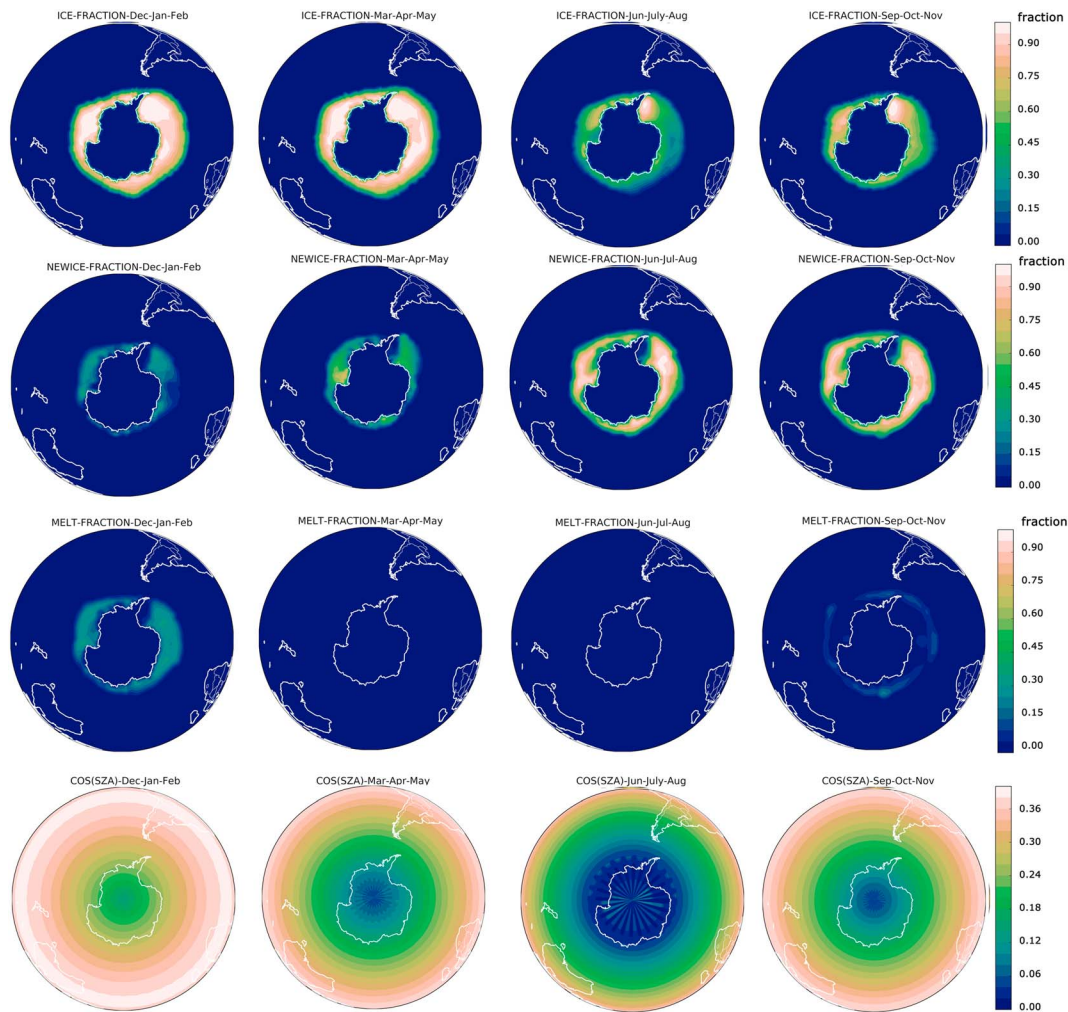 ICE-FRACTION-Dec-Jan-Feb
ICE-FRACTION-Mar-Apr-May
ICE-FRACTION-Jun-July-Aug
ICE-FRACTION-Sep-Oct-Nov
fraction
0.90
0.75
0.60
0.45
0.30
0.15
0.00
NEWICE-FRACTION-Dec-Jan-Feb
NEWICE-FRACTION-Mar-Apr-May
NEWICE-FRACTION-Jun-Jul-Aug
NEWICE-FRACTION-Sep-Oct-Nov
fraction
0.90
0.75
0.60
0.45
0.30
0.15
0.00
MELT-FRACTION-Dec-Jan-Feb
MELT-FRACTION-Mar-Apr-May
MELT-FRACTION-Jun-Jul-Aug
MELT-FRACTION-Sep-Oct-Nov
fraction
0.90
0.75
0.60
0.45
0.30
0.15
0.00
COS(SZA)-Dec-Jan-Feb
COS(SZA)-Mar-Apr-May
COS(SZA)-Jun-July-Aug
COS(SZA)-Sep-Oct-Nov
0.36
0.30
0.24
0.18
0.12
0.06
0.00